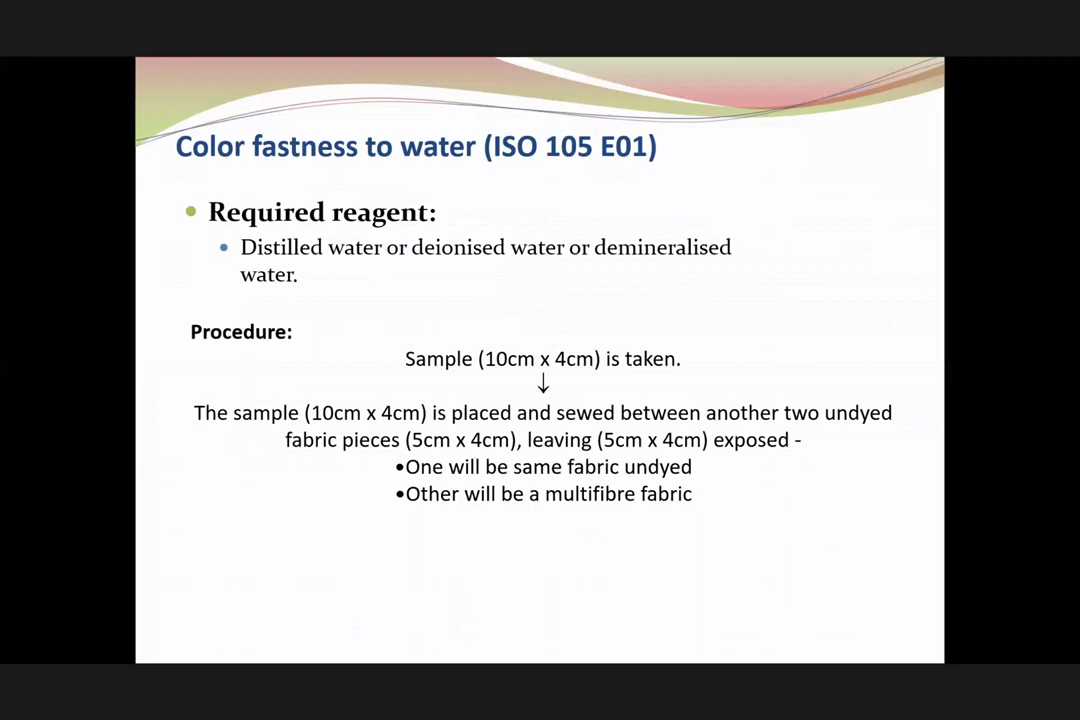 Color fastness to water (ISO 105 E01)
• Required reagent:
• Distilled water or deionised water or demineralised
water.
Procedure:
Sample (10cm x 4cm) is taken.
↓
The sample (10cm x 4cm) is placed and sewed between another two undyed
fabric pieces (5cm x 4cm), leaving (5cm x 4cm) exposed -
•One will be same fabric undyed
•Other will be a multifibre fabric